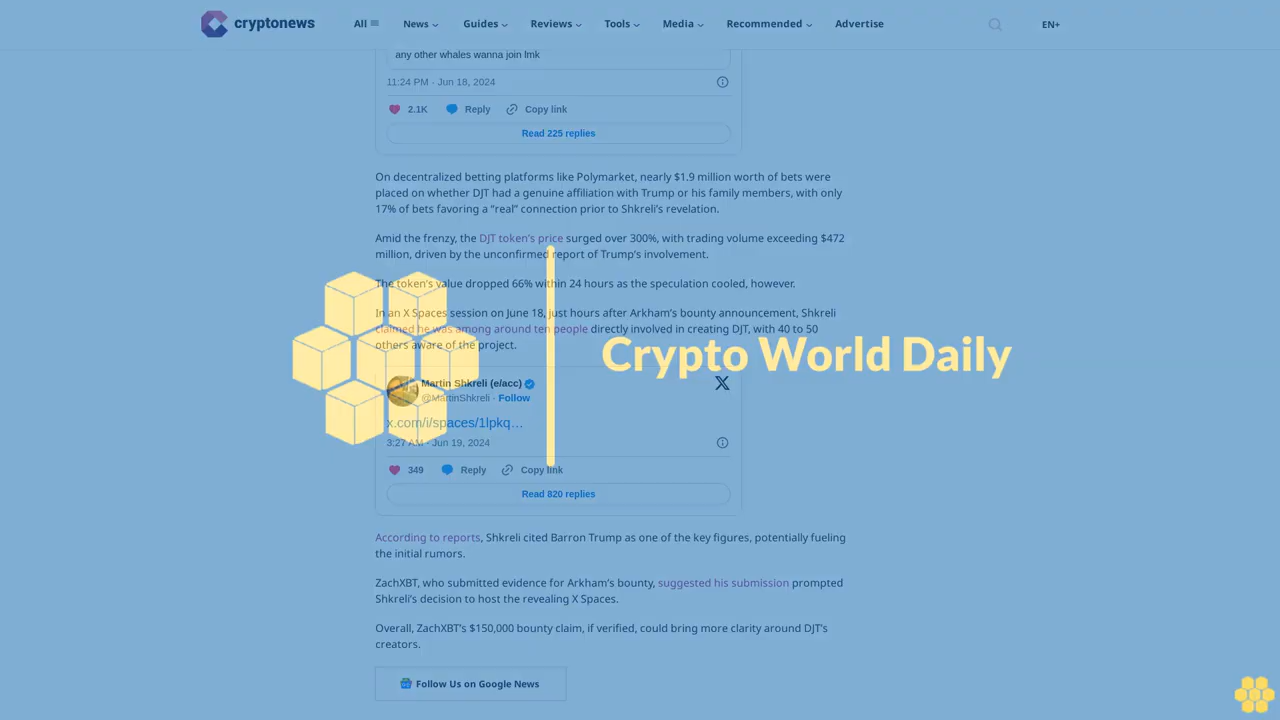 cryptonews
All News Guides Reviews Tools Media Recommended Advertise EN+
any other whales wanna join lmk
11:24 PM · Jun 18, 2024
2.1K Reply Copy link
Read 225 replies
On decentralized betting platforms like Polymarket, nearly $1.9 million worth of bets were
placed on whether DJT had a genuine affiliation with Trump or his family members, with only
17% of bets favoring a “real” connection prior to Shkreli’s revelation.
Amid the frenzy, the DJT token’s price surged over 300%, with trading volume exceeding $472
million, driven by the unconfirmed report of Trump’s involvement.
The token’s value dropped 66% within 24 hours as the speculation cooled, however.
In an X Spaces session on June 18, just hours after Arkham’s bounty announcement, Shkreli
claimed he was among around ten people directly involved in creating DJT, with 40 to 50
others aware of the project.
Crypto World Daily
Martin Shkreli (e/acc)
@MartinShkreli · Follow
x.com/i/spaces/1lpkq…
3:27 AM · Jun 19, 2024
349 Reply Copy link
Read 820 replies
According to reports, Shkreli cited Barron Trump as one of the key figures, potentially fueling
the initial rumors.
ZachXBT, who submitted evidence for Arkham’s bounty, suggested his submission prompted
Shkreli’s decision to host the revealing X Spaces.
Overall, ZachXBT’s $150,000 bounty claim, if verified, could bring more clarity around DJT’s
creators.
Follow Us on Google News